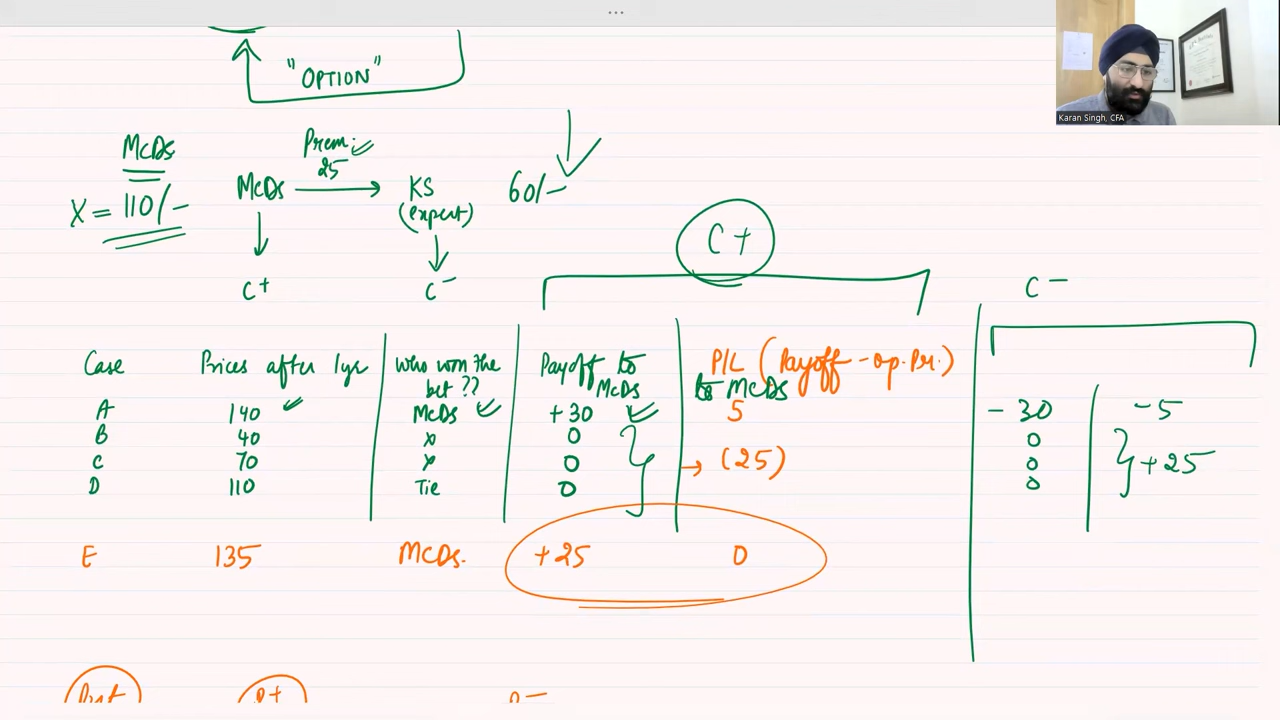 "OPTION"
McDs
X = 110/-
Prem:
25
McDs
KS
(expert)
60/-
C+
C-
C+
C-
Case
Prices after 1yr
Who won the
bet ??
Payoff to
McDs
P/L (Payoff - Op. Pr.)
to McDs
A 140 McDs +30 5 -30 -5
B 40 x 0 0
C 70 x 0 (25) 0 +25
D 110 Tie 0 0
E 135 McDs. +25 0
Karan Singh, CFA